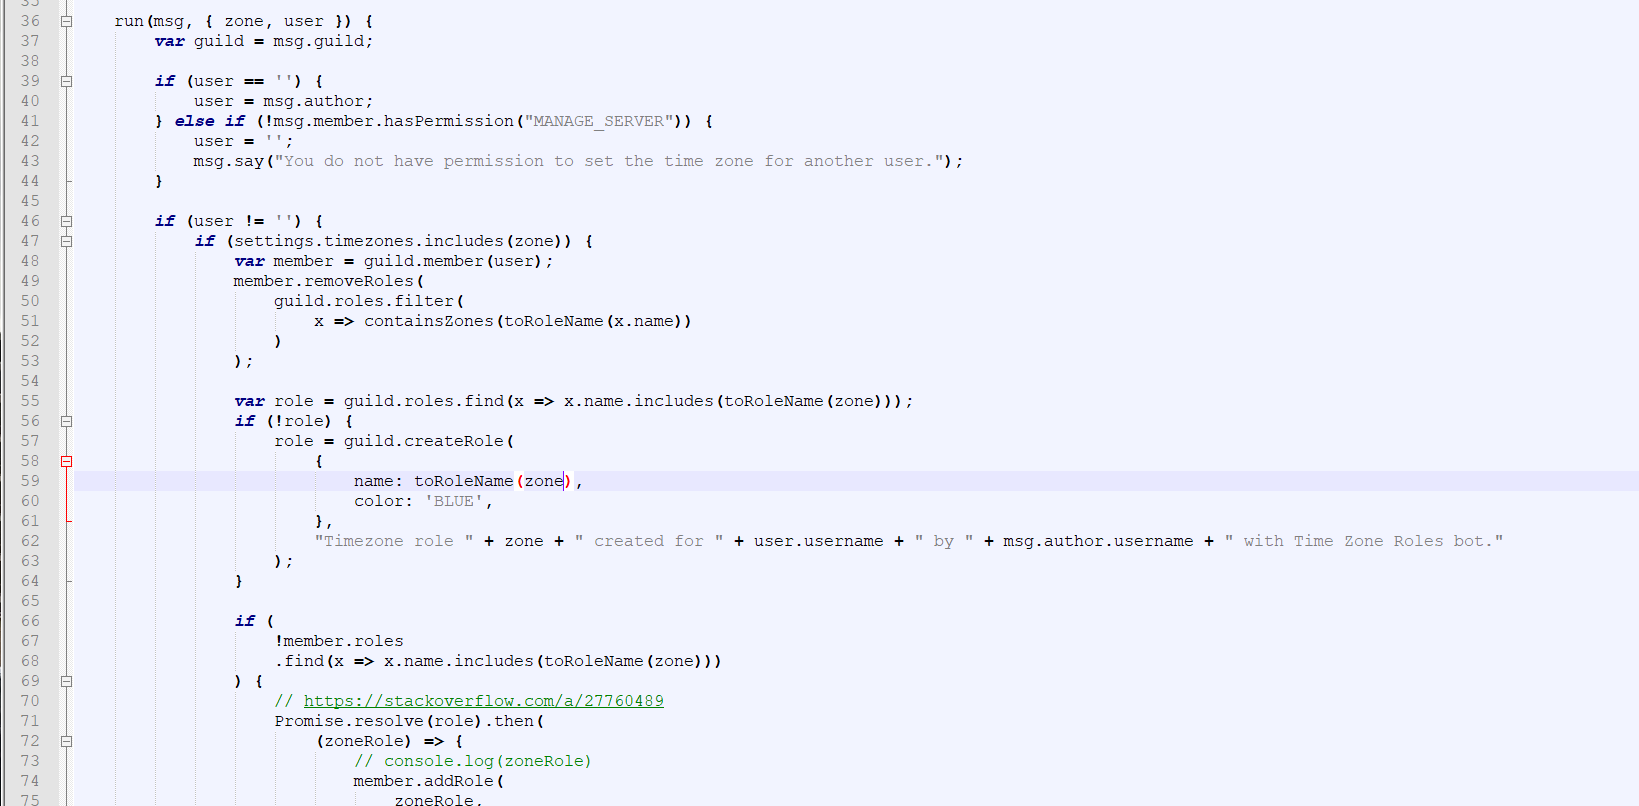 35
36 run(msg, { zone, user }) {
37 var guild = msg.guild;
38
39 if (user == '') {
40 user = msg.author;
41 } else if (!msg.member.hasPermission("MANAGE_SERVER")) {
42 user = '';
43 msg.say("You do not have permission to set the time zone for another user.");
44 }
45
46 if (user != '') {
47 if (settings.timezones.includes(zone)) {
48 var member = guild.member(user);
49 member.removeRoles(
50 guild.roles.filter(
51 x => containsZones(toRoleName(x.name))
52 )
53 );
54
55 var role = guild.roles.find(x => x.name.includes(toRoleName(zone)));
56 if (!role) {
57 role = guild.createRole(
58 {
59 name: toRoleName(zone),
60 color: 'BLUE',
61 },
62 "Timezone role " + zone + " created for " + user.username + " by " + msg.author.username + " with Time Zone Roles bot."
63 );
64 }
65
66 if (
67 !member.roles
68 .find(x => x.name.includes(toRoleName(zone)))
69 ) {
70 // https://stackoverflow.com/a/27760489
71 Promise.resolve(role).then(
72 (zoneRole) => {
73 // console.log(zoneRole)
74 member.addRole(
75 zoneRole,